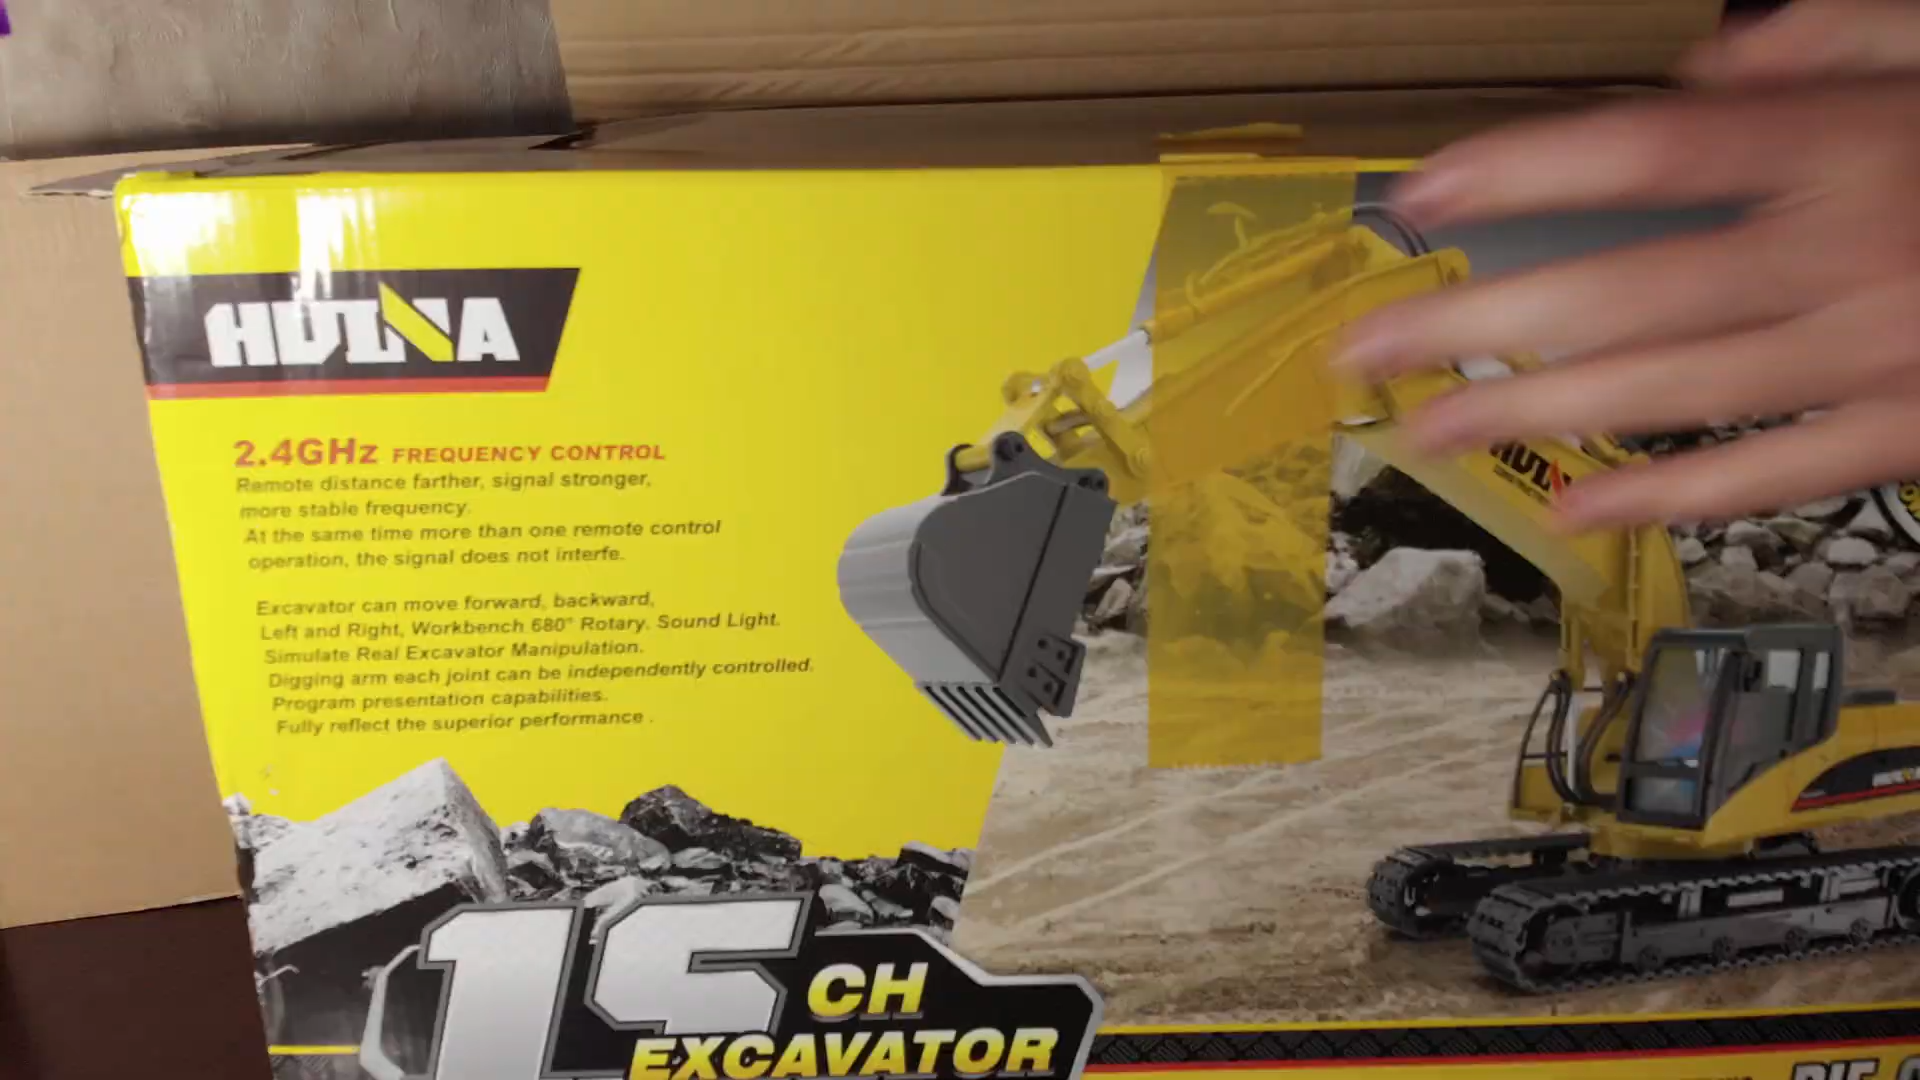 HUINA
2.4GHz FREQUENCY CONTROL
Remote distance farther, signal stronger,
more stable frequency.
At the same time more than one remote control
operation, the signal does not interfe.
Excavator can move forward, backward,
Left and Right, Workbench 680° Rotary, Sound Light.
Simulate Real Excavator Manipulation.
Digging arm each joint can be independently controlled.
Program presentation capabilities.
Fully reflect the superior performance .
HUINA
15 CH
EXCAVATOR